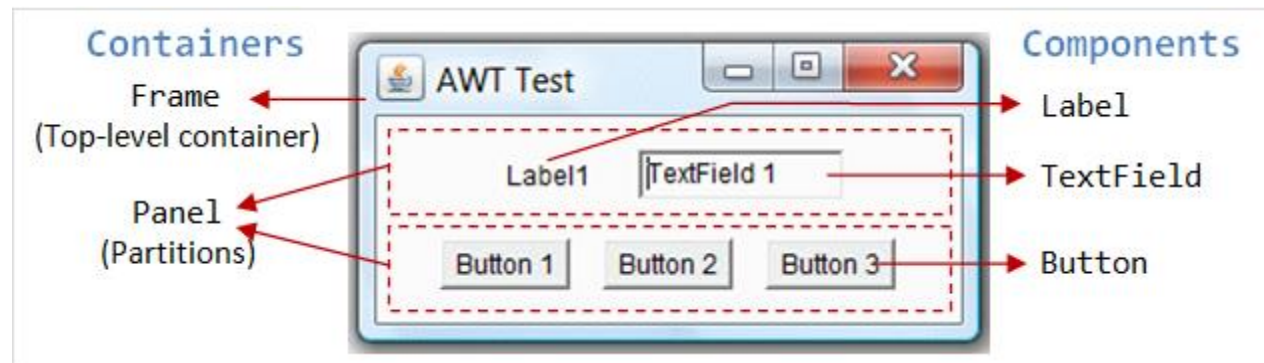 Containers
Components
AWT Test
Frame
(Top-level container)
Label
Label1
TextField 1
TextField
Panel
(Partitions)
Button 1
Button 2
Button 3
Button